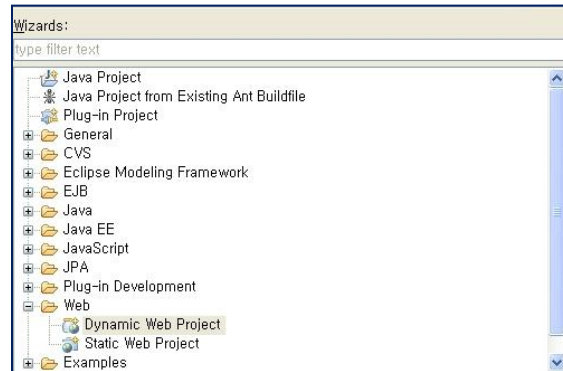 Wizards:
type filter text
Java Project
Java Project from Existing Ant Buildfile
Plug-in Project
General
CVS
Eclipse Modeling Framework
EJB
Java
Java EE
JavaScript
JPA
Plug-in Development
Web
Dynamic Web Project
Static Web Project
Examples